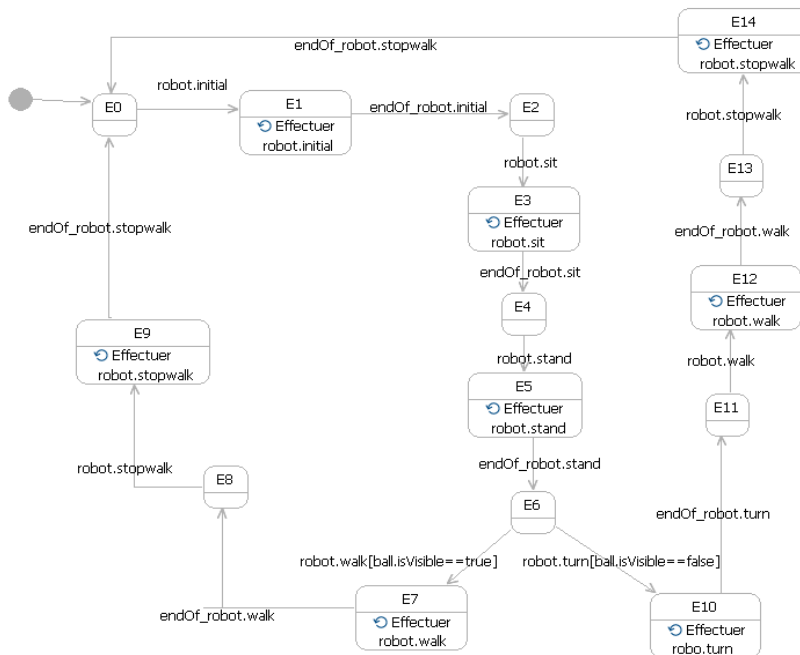 E14
Effectuer
robot.stopwalk
endOf_robot.stopwalk
robot.initial
E0
E1
Effectuer
robot.initial
endOf_robot.initial
E2
robot.stopwalk
robot.sit
E13
E3
Effectuer
robot.sit
endOf_robot.stopwalk
endOf_robot.walk
endOf_robot.sit
E12
Effectuer
robot.walk
E4
E9
Effectuer
robot.stopwalk
robot.stand
robot.walk
E5
Effectuer
robot.stand
E11
robot.stopwalk
endOf_robot.stand
E8
E6
endOf_robot.turn
robot.walk[ball.isVisible==true]
robot.turn[ball.isVisible==false]
E7
Effectuer
robot.walk
endOf_robot.walk
E10
Effectuer
robo.turn